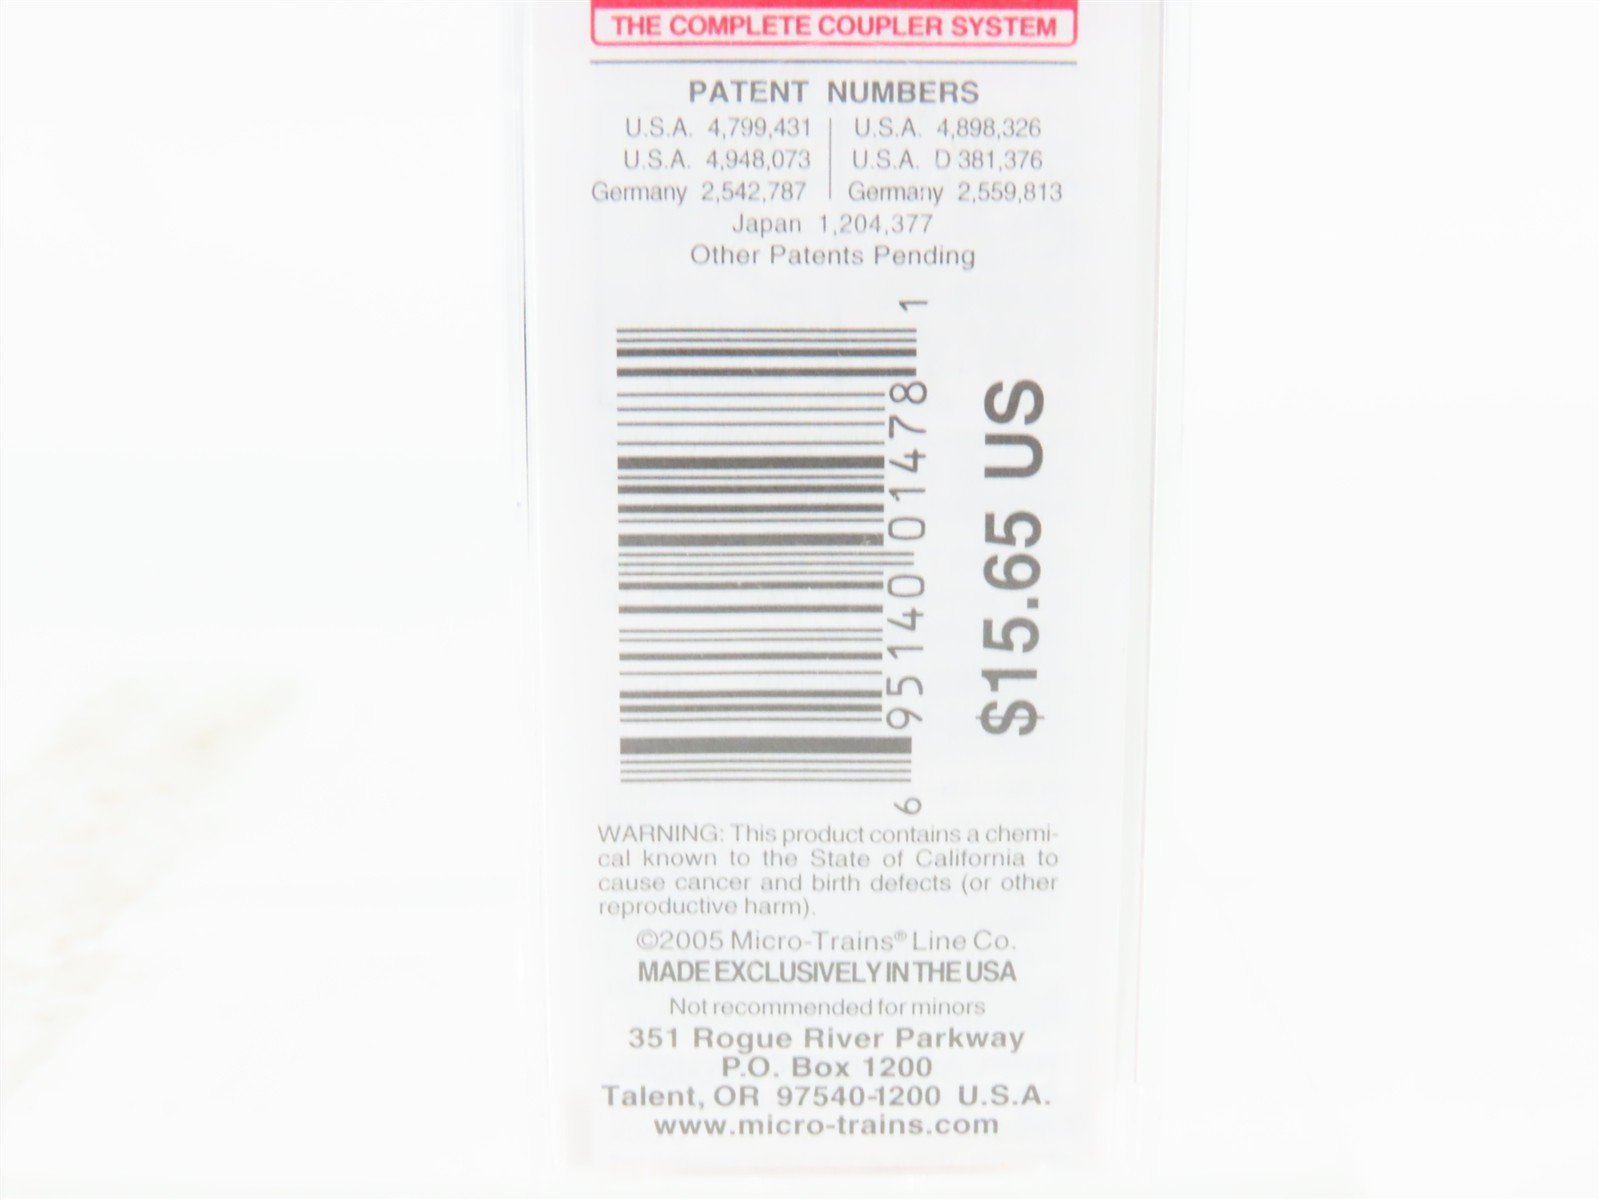 THE COMPLETE COUPLER SYSTEM
PATENT NUMBERS
U.S.A. 4,799,431 U.S.A. 4,898,326
U.S.A. 4,948,073 U.S.A. D 381,376
Germany 2,542,787 Germany 2,559,813
Japan 1,204,377
Other Patents Pending
6 95140 01478 1
$15.65 US
WARNING: This product contains a chemi-
cal known to the State of California to
cause cancer and birth defects (or other
reproductive harm).
©2005 Micro-Trains® Line Co.
MADE EXCLUSIVELY IN THE USA
Not recommended for minors
351 Rogue River Parkway
P.O. Box 1200
Talent, OR 97540-1200 U.S.A.
www.micro-trains.com